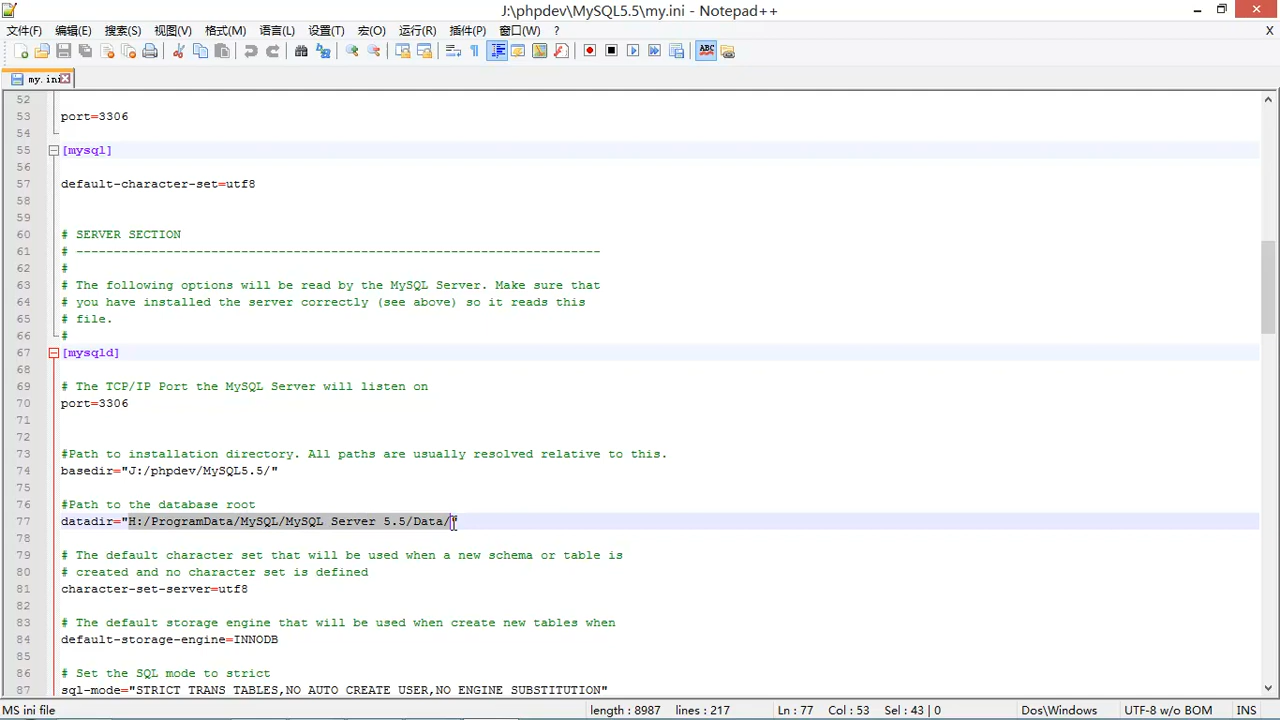 J:\phpdev\MySQL5.5\my.ini - Notepad++
文件(F) 编辑(E) 搜索(S) 视图(V) 格式(M) 语言(L) 设置(T) 宏(O) 运行(R) 插件(P) 窗口(W) ? X
ABC
my.ini
52
53 port=3306
54
55 [mysql]
56
57 default-character-set=utf8
58
59
60 # SERVER SECTION
61 # ----------------------------------------------------------------------
62 #
63 # The following options will be read by the MySQL Server. Make sure that
64 # you have installed the server correctly (see above) so it reads this
65 # file.
66 #
67 [mysqld]
68
69 # The TCP/IP Port the MySQL Server will listen on
70 port=3306
71
72
73 #Path to installation directory. All paths are usually resolved relative to this.
74 basedir="J:/phpdev/MySQL5.5/"
75
76 #Path to the database root
77 datadir="H:/ProgramData/MySQL/MySQL Server 5.5/Data/"
78
79 # The default character set that will be used when a new schema or table is
80 # created and no character set is defined
81 character-set-server=utf8
82
83 # The default storage engine that will be used when create new tables when
84 default-storage-engine=INNODB
85
86 # Set the SQL mode to strict
87 sql-mode="STRICT_TRANS_TABLES,NO_AUTO_CREATE_USER,NO_ENGINE_SUBSTITUTION"
MS ini file length : 8987 lines : 217 Ln : 77 Col : 53 Sel : 43 | 0 Dos\Windows UTF-8 w/o BOM INS